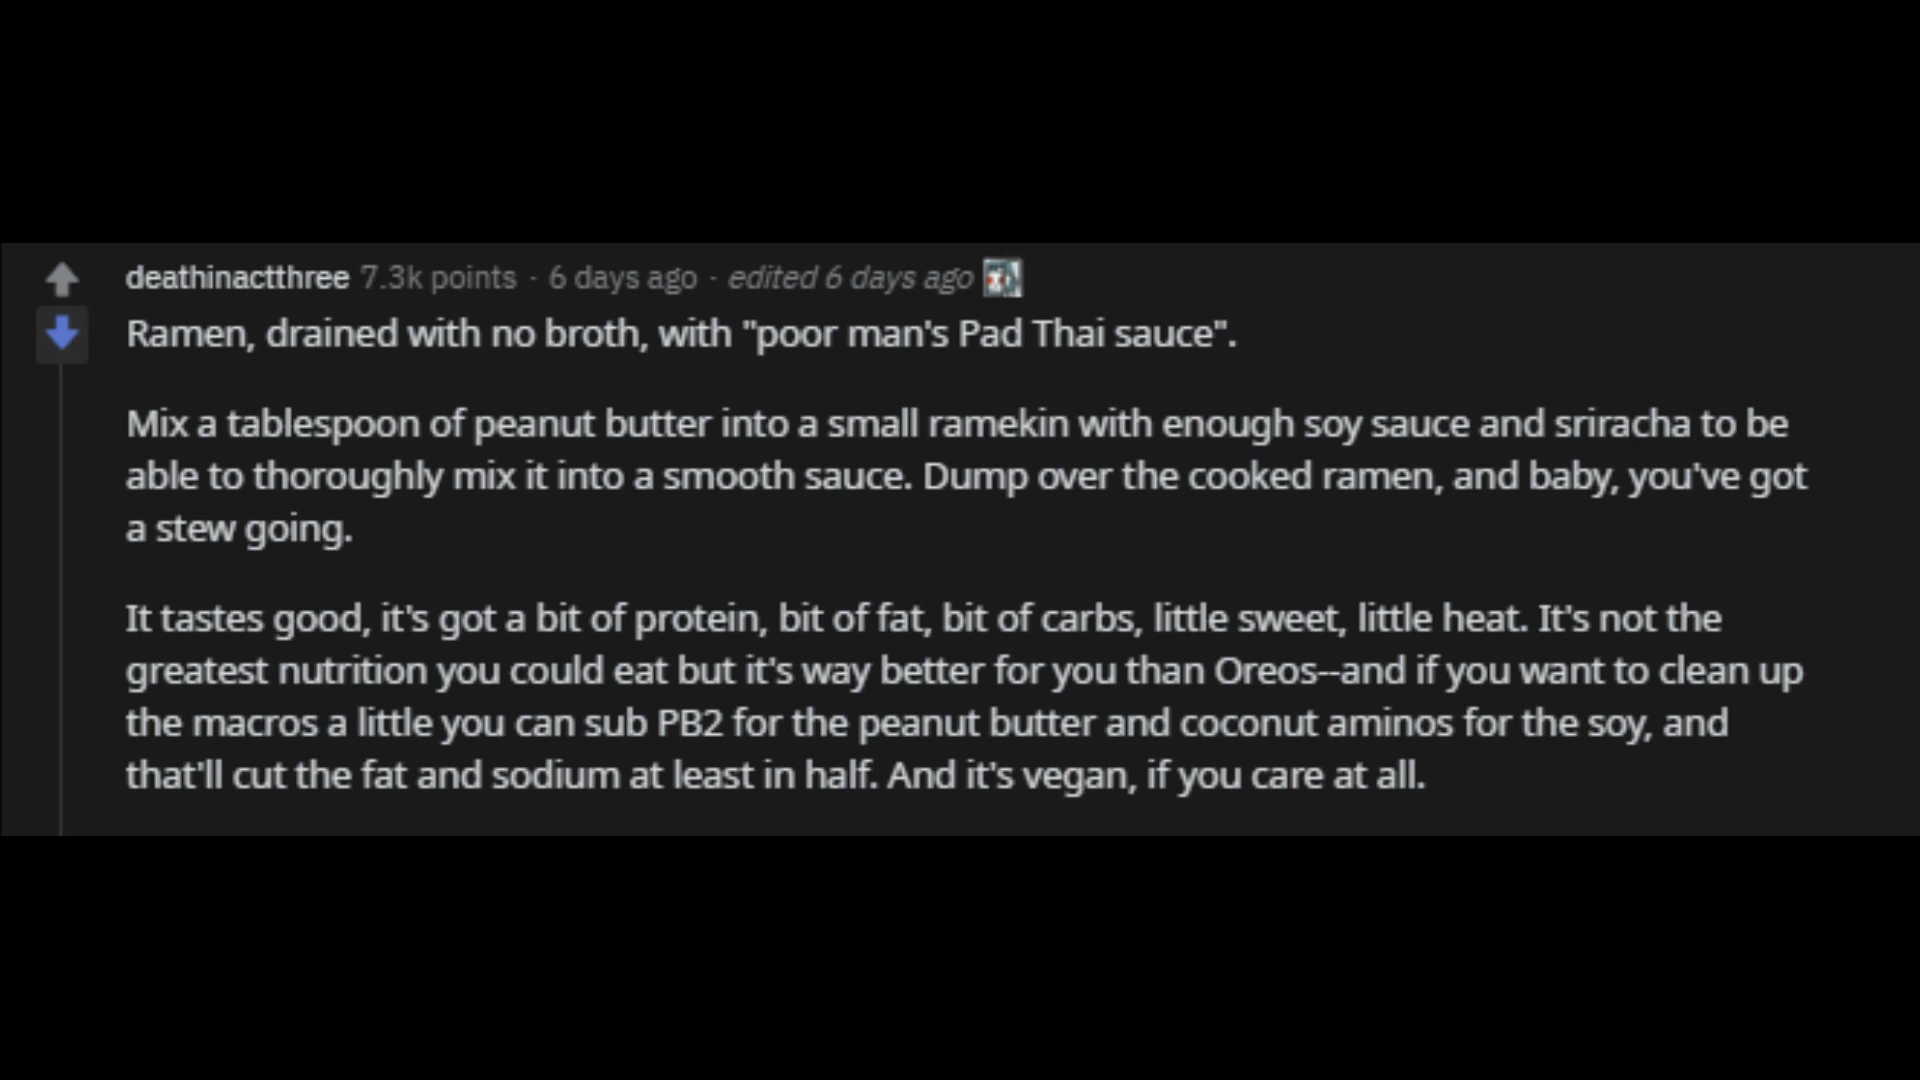 deathinactthree 7.3k points · 6 days ago · edited 6 days ago
Ramen, drained with no broth, with "poor man's Pad Thai sauce".
Mix a tablespoon of peanut butter into a small ramekin with enough soy sauce and sriracha to be
able to thoroughly mix it into a smooth sauce. Dump over the cooked ramen, and baby, you've got
a stew going.
It tastes good, it's got a bit of protein, bit of fat, bit of carbs, little sweet, little heat. It's not the
greatest nutrition you could eat but it's way better for you than Oreos--and if you want to clean up
the macros a little you can sub PB2 for the peanut butter and coconut aminos for the soy, and
that'll cut the fat and sodium at least in half. And it's vegan, if you care at all.